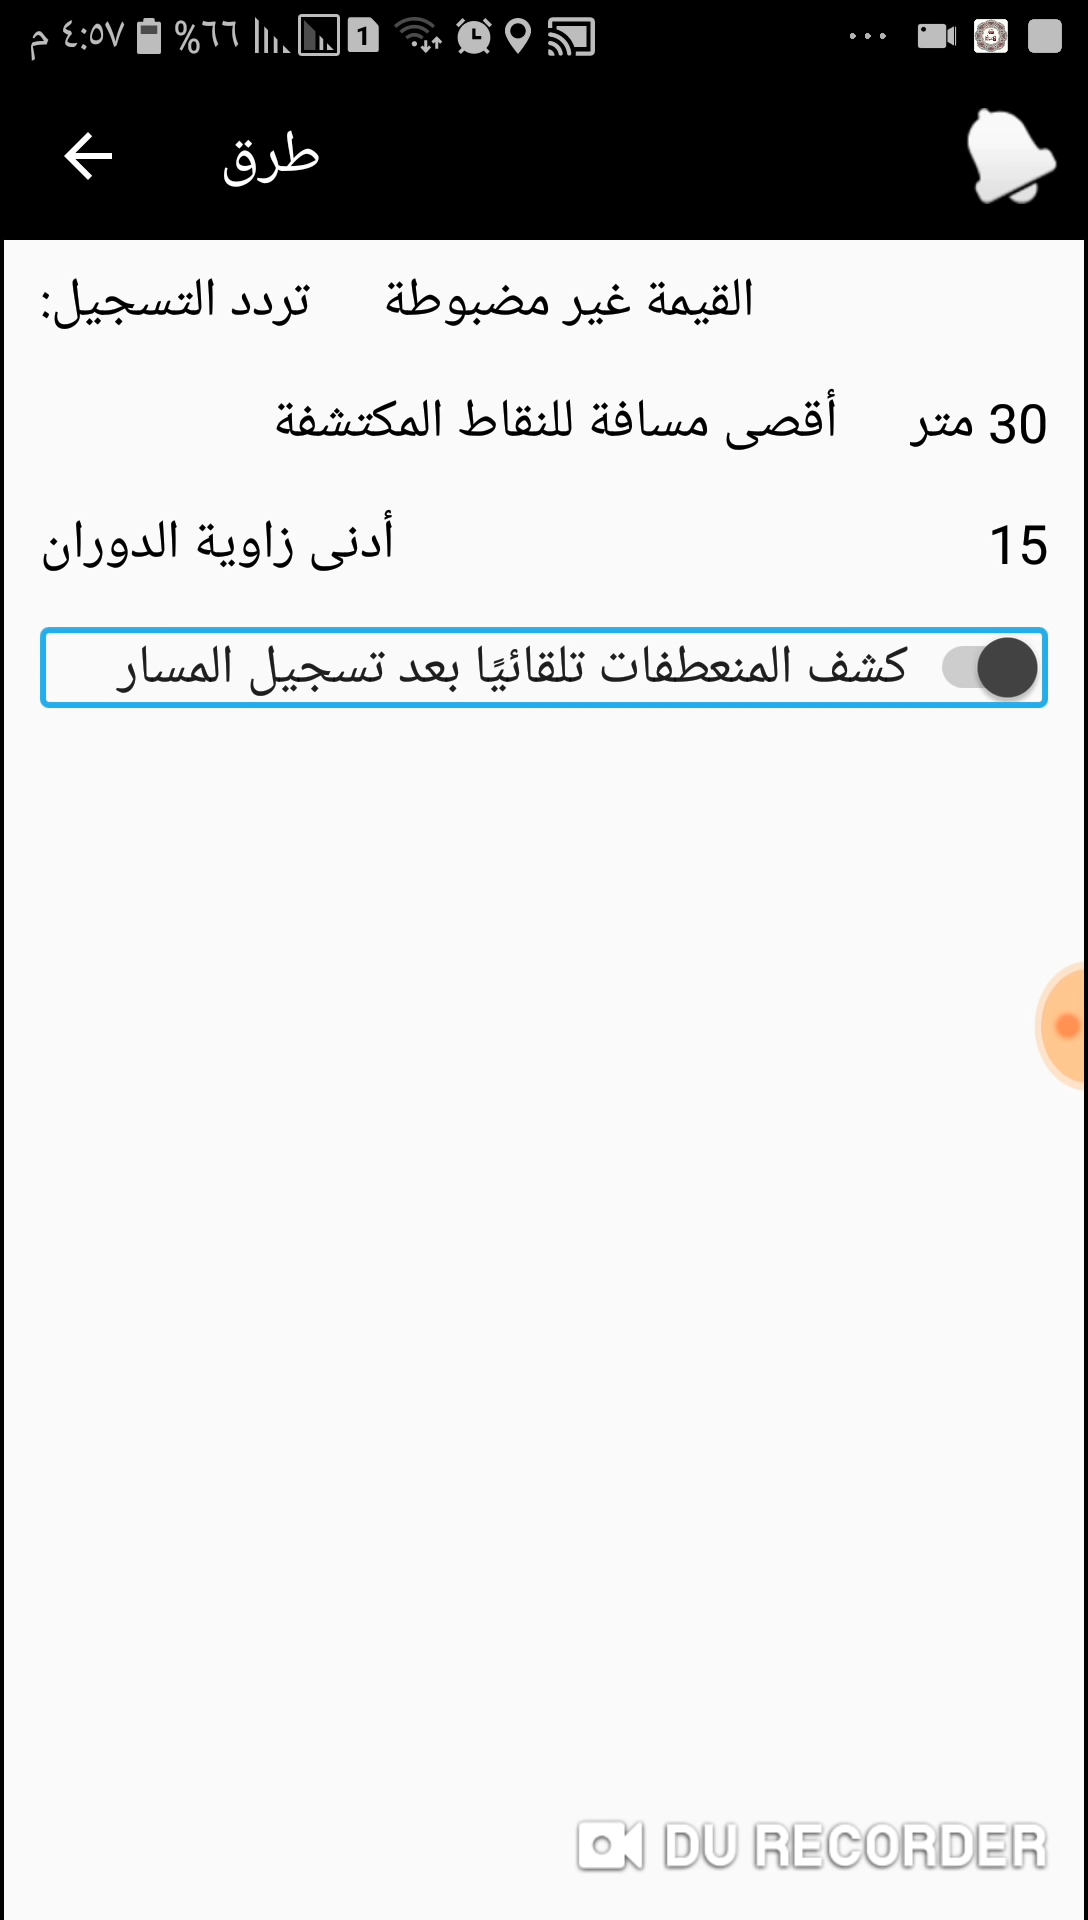 م ٤:٥٧ %٦٦ 1
طرق
تردد التسجيل: القيمة غير مضبوطة
أقصى مسافة للنقاط المكتشفة 30 متر
أدنى زاوية الدوران 15
كشف المنعطفات تلقائيًا بعد تسجيل المسار
DU RECORDER